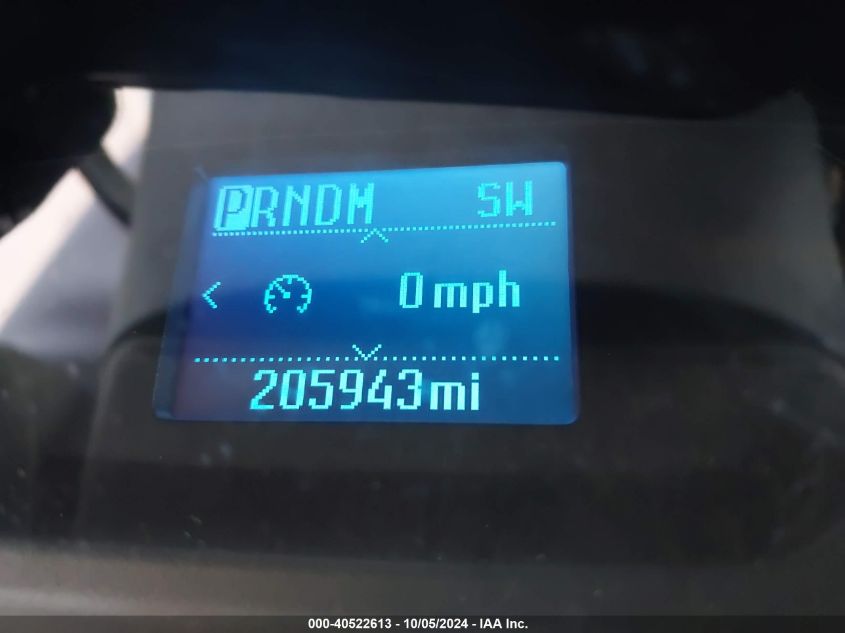 PRNDM SW
0 mph
205943mi
000-40522613 - 10/05/2024 - IAA Inc.